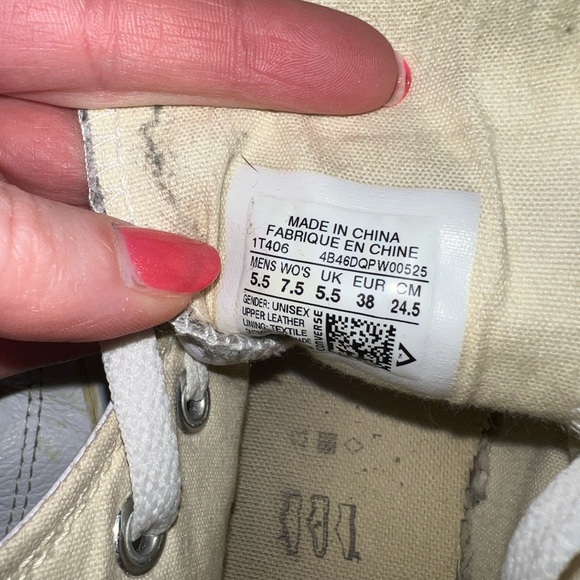 MADE IN CHINA
FABRIQUE EN CHINE
1T406 4B46DQPW00525
MENS WO'S UK EUR CM
5.5 7.5 5.5 38 24.5
GENDER: UNISEX
UPPER LEATHER
LINING: TEXTILE
CONVERSE